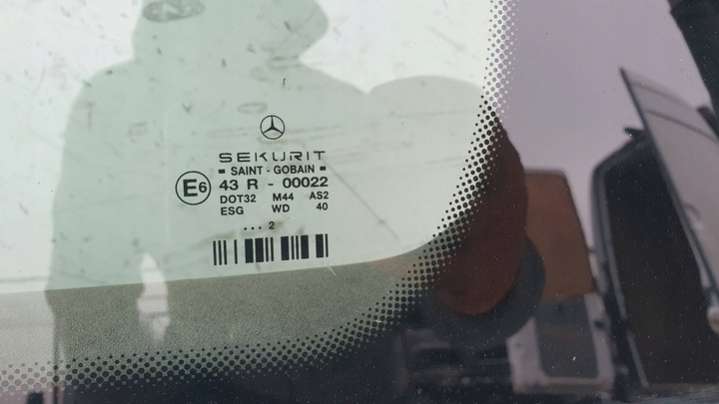 SEKURIT
SAINT - GOBAIN
E6 43 R - 00022
DOT32 M44 AS2
ESG WD 40
... 2